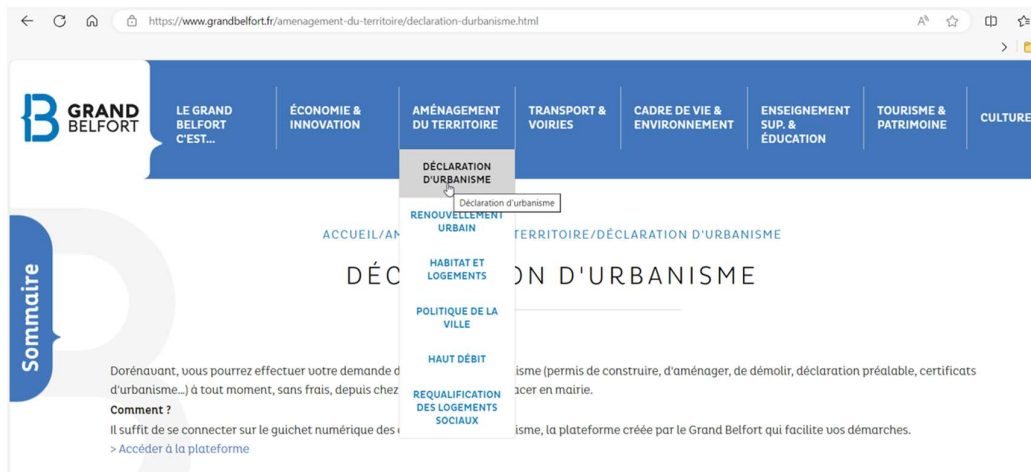 https://www.grandbelfort.fr/amenagement-du-territoire/declaration-durbanisme.html
GRAND
BELFORT
LE GRAND
BELFORT
C'EST...
ÉCONOMIE &
INNOVATION
AMÉNAGEMENT
DU TERRITOIRE
TRANSPORT &
VOIRIES
CADRE DE VIE &
ENVIRONNEMENT
ENSEIGNEMENT
SUP. &
ÉDUCATION
TOURISME &
PATRIMOINE
CULTURE
DÉCLARATION
D'URBANISME
Déclaration d'urbanisme
RENOUVELLEMENT
URBAIN
HABITAT ET
LOGEMENTS
POLITIQUE DE LA
VILLE
HAUT DÉBIT
REQUALIFICATION
DES LOGEMENTS
SOCIAUX
Sommaire
ACCUEIL/AM TERRITOIRE/DÉCLARATION D'URBANISME
DÉC ON D'URBANISME
Dorénavant, vous pourrez effectuer votre demande d isme (permis de construire, d'aménager, de démolir, déclaration préalable, certificats
d'urbanisme...) à tout moment, sans frais, depuis chez acer en mairie.
Comment ?
Il suffit de se connecter sur le guichet numérique des isme, la plateforme créée par le Grand Belfort qui facilite vos démarches.
> Accéder à la plateforme